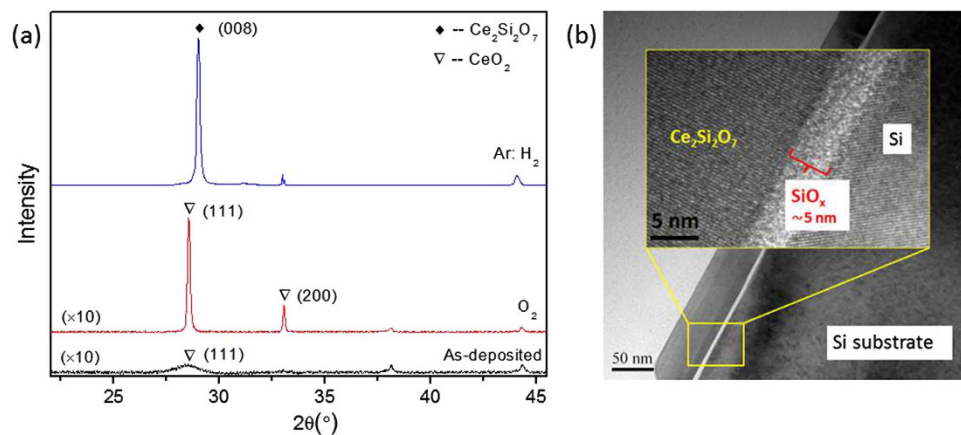 (a)
(008)
◆ -- Ce₂Si₂O₇
▽ -- CeO₂
Ar: H₂
(111)
(200)
(×10)
O₂
(×10)
(111)
As-deposited
25
30
35
40
45
2θ(°)
Intensity
(b)
Ce₂Si₂O₇
Si
SiOₓ
~5 nm
5 nm
Si substrate
50 nm